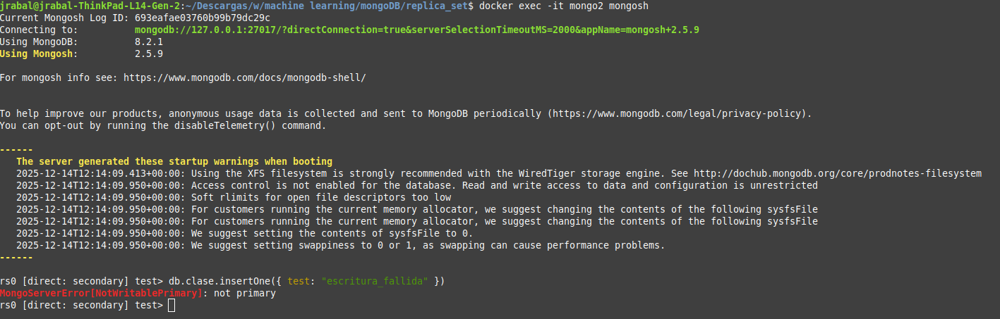 jrabal@jrabal-ThinkPad-L14-Gen-2:~/Descargas/w/machine learning/mongoDB/replica_set$ docker exec -it mongo2 mongosh
Current Mongosh Log ID: 693eafae03760b99b79dc29c
Connecting to:          mongodb://127.0.0.1:27017/?directConnection=true&serverSelectionTimeoutMS=2000&appName=mongosh+2.5.9
Using MongoDB:          8.2.1
Using Mongosh:          2.5.9
For mongosh info see: https://www.mongodb.com/docs/mongodb-shell/
To help improve our products, anonymous usage data is collected and sent to MongoDB periodically (https://www.mongodb.com/legal/privacy-policy).
You can opt-out by running the disableTelemetry() command.
------
   The server generated these startup warnings when booting
   2025-12-14T12:14:09.413+00:00: Using the XFS filesystem is strongly recommended with the WiredTiger storage engine. See http://dochub.mongodb.org/core/prodnotes-filesystem
   2025-12-14T12:14:09.950+00:00: Access control is not enabled for the database. Read and write access to data and configuration is unrestricted
   2025-12-14T12:14:09.950+00:00: Soft rlimits for open file descriptors too low
   2025-12-14T12:14:09.950+00:00: For customers running the current memory allocator, we suggest changing the contents of the following sysfsFile
   2025-12-14T12:14:09.950+00:00: For customers running the current memory allocator, we suggest changing the contents of the following sysfsFile
   2025-12-14T12:14:09.950+00:00: We suggest setting the contents of sysfsFile to 0.
   2025-12-14T12:14:09.950+00:00: We suggest setting swappiness to 0 or 1, as swapping can cause performance problems.
------
rs0 [direct: secondary] test> db.clase.insertOne({ test: "escritura_fallida" })
MongoServerError[NotWritablePrimary]: not primary
rs0 [direct: secondary] test>